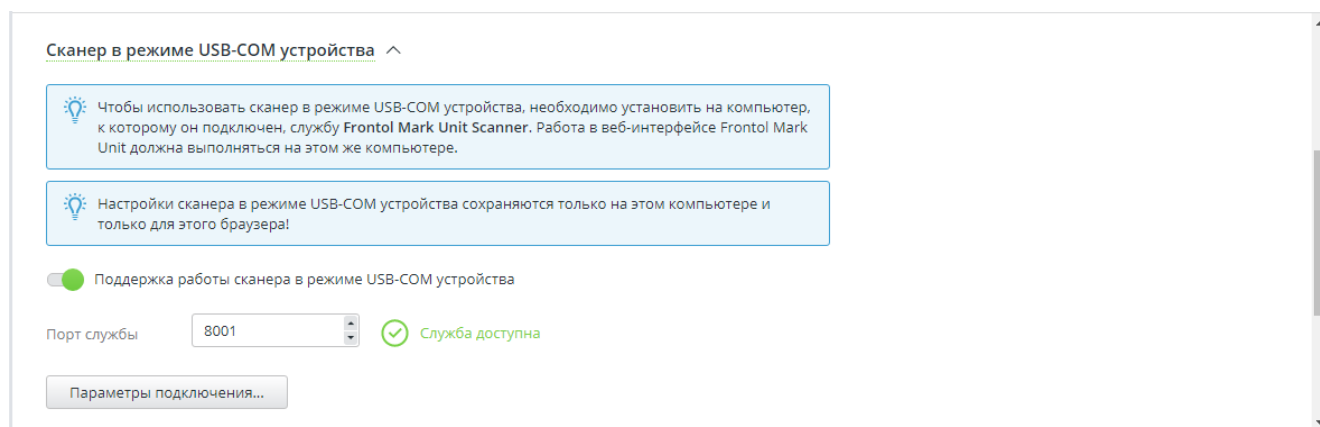 Сканер в режиме USB-COM устройства
Чтобы использовать сканер в режиме USB-COM устройства, необходимо установить на компьютер,
к которому он подключен, службу Frontol Mark Unit Scanner. Работа в веб-интерфейсе Frontol Mark
Unit должна выполняться на этом же компьютере.
Настройки сканера в режиме USB-COM устройства сохраняются только на этом компьютере и
только для этого браузера!
Поддержка работы сканера в режиме USB-COM устройства
Порт службы 8001 Служба доступна
Параметры подключения...